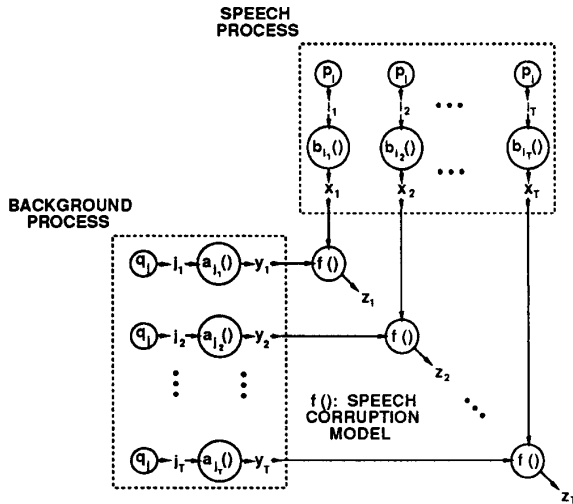 SPEECH
PROCESS
p_i p_i p_i
i_1 i_2 ••• i_T
b_{i_1}() b_{i_2}() ••• b_{i_T}()
x_1 x_2 x_T
BACKGROUND
PROCESS
q_j j_1 a_{j_1}() y_1 f()
z_1
q_j j_2 a_{j_2}() y_2 f()
z_2
f(): SPEECH
CORRUPTION
MODEL
q_j j_T a_{j_T}() y_T f()
z_T